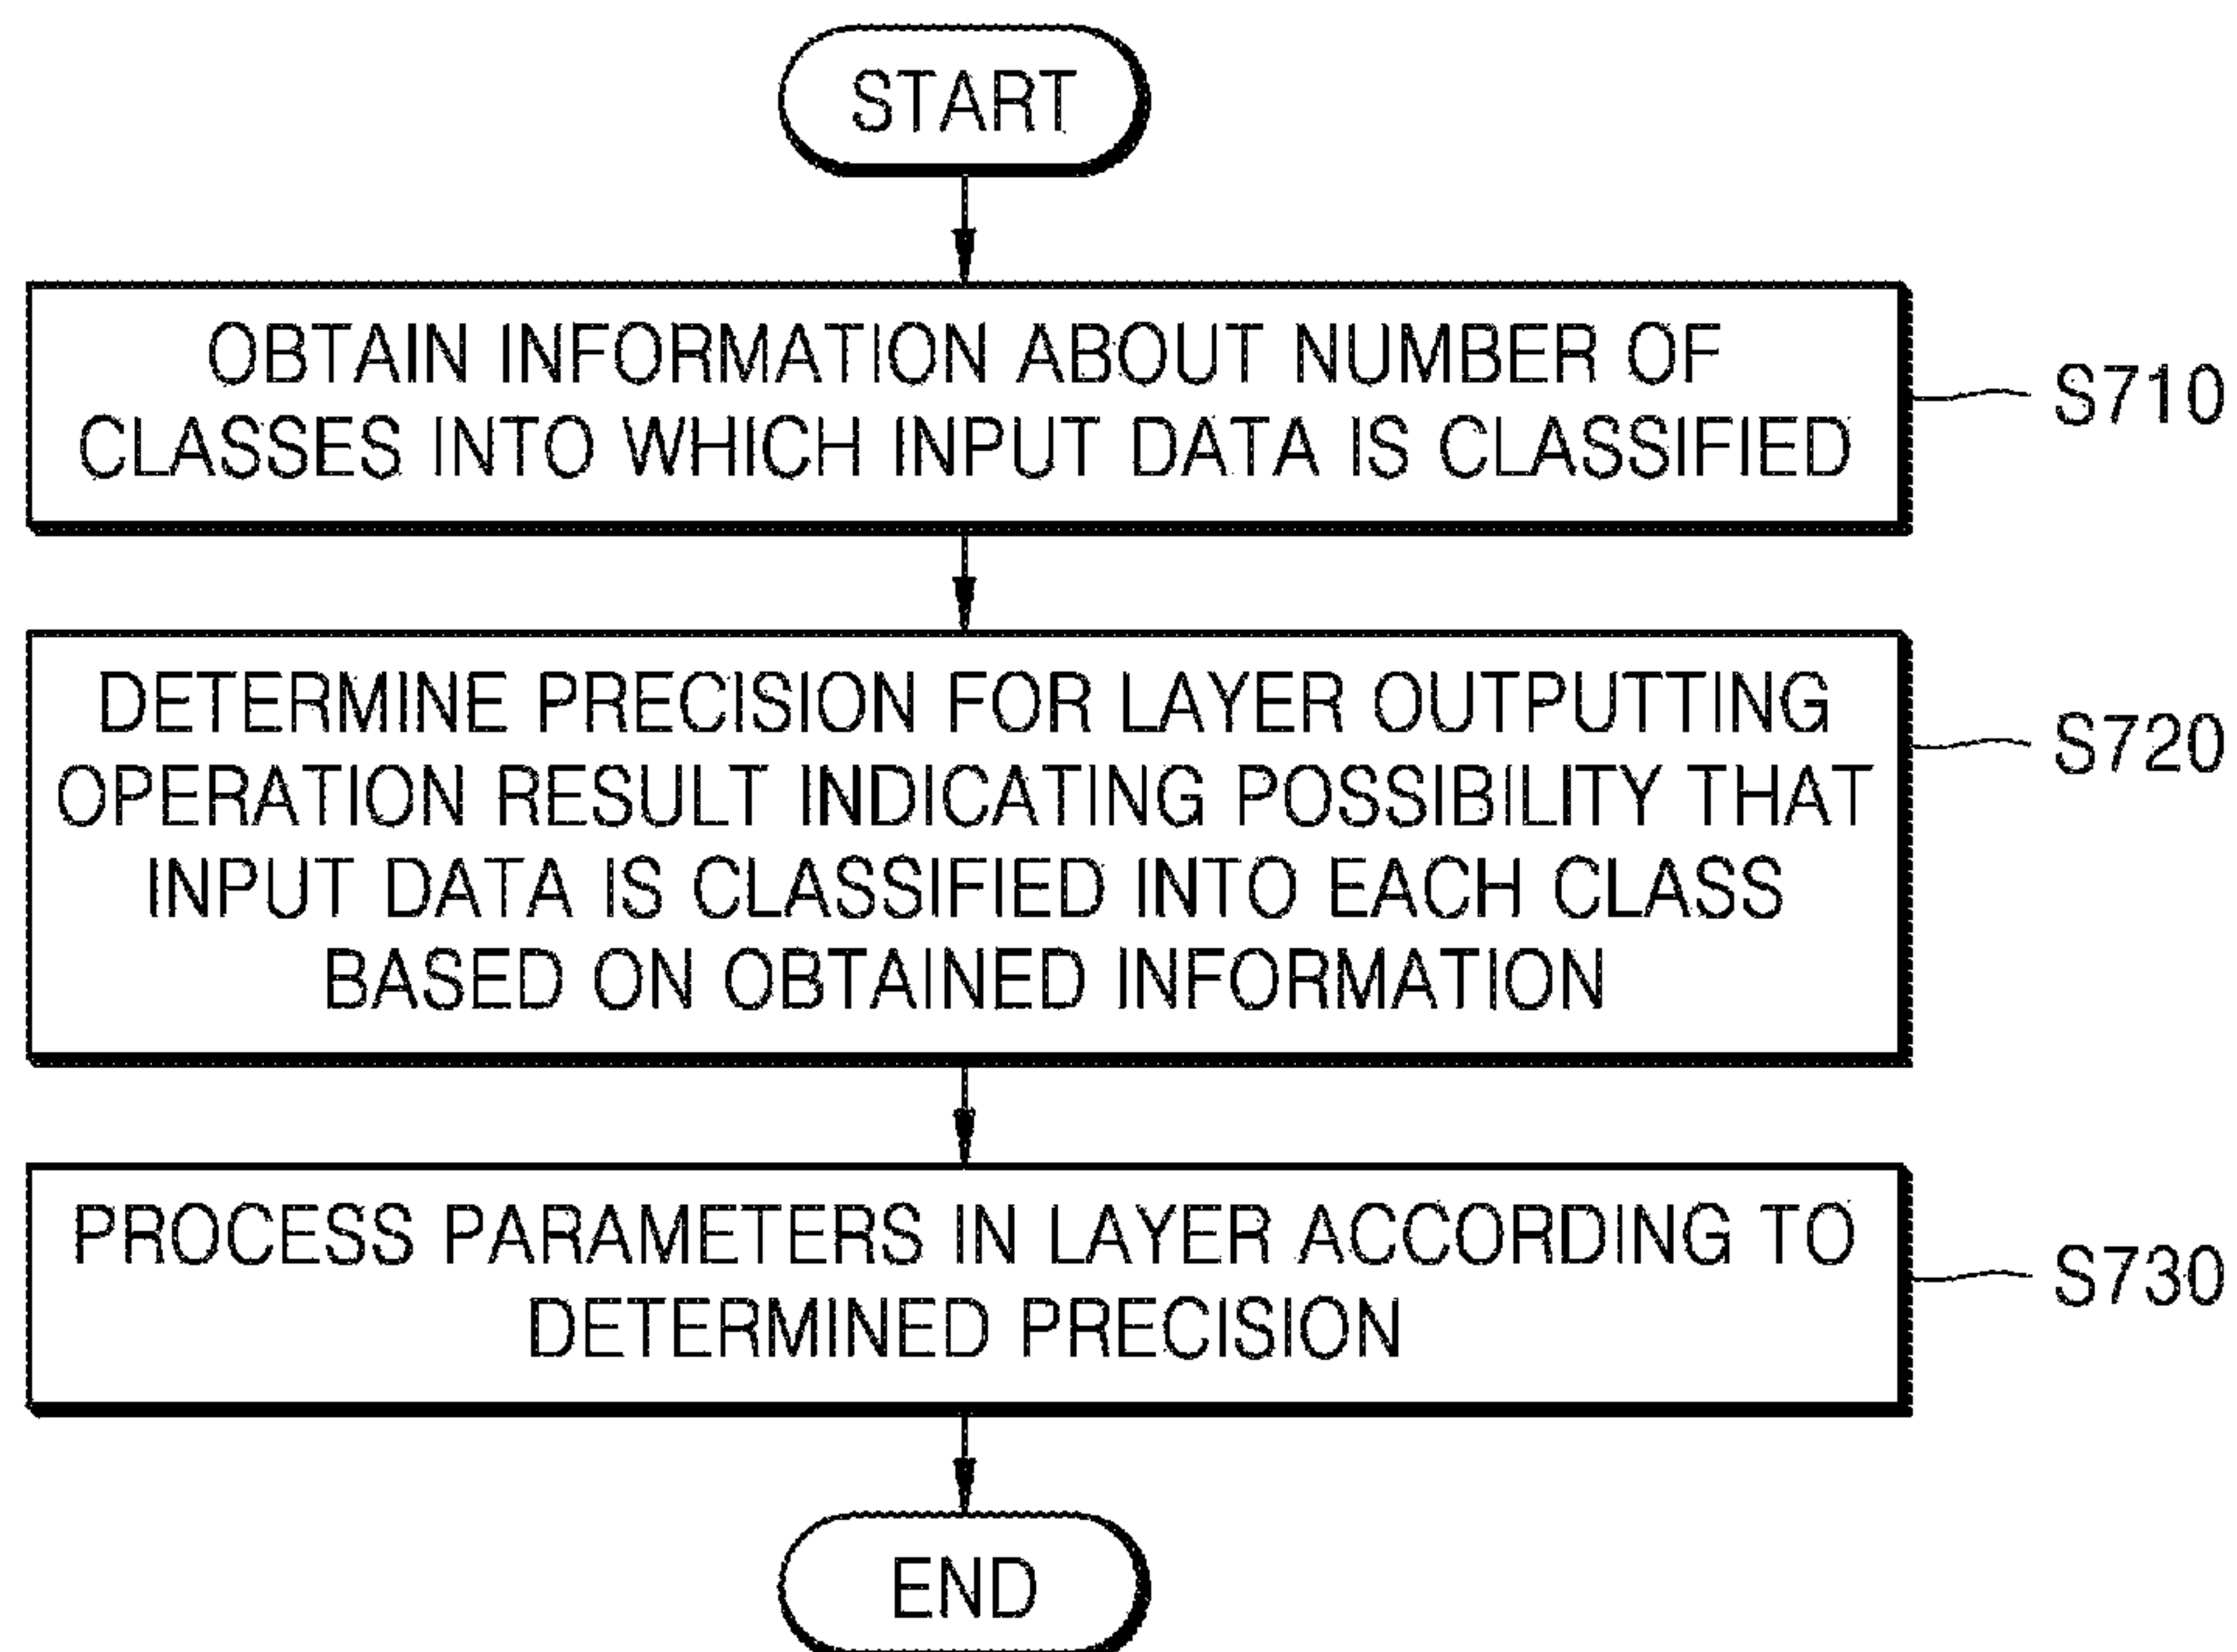 START
OBTAIN INFORMATION ABOUT NUMBER OF
CLASSES INTO WHICH INPUT DATA IS CLASSIFIED
S710
DETERMINE PRECISION FOR LAYER OUTPUTTING
OPERATION RESULT INDICATING POSSIBILITY THAT
INPUT DATA IS CLASSIFIED INTO EACH CLASS
BASED ON OBTAINED INFORMATION
S720
PROCESS PARAMETERS IN LAYER ACCORDING TO
DETERMINED PRECISION
S730
END